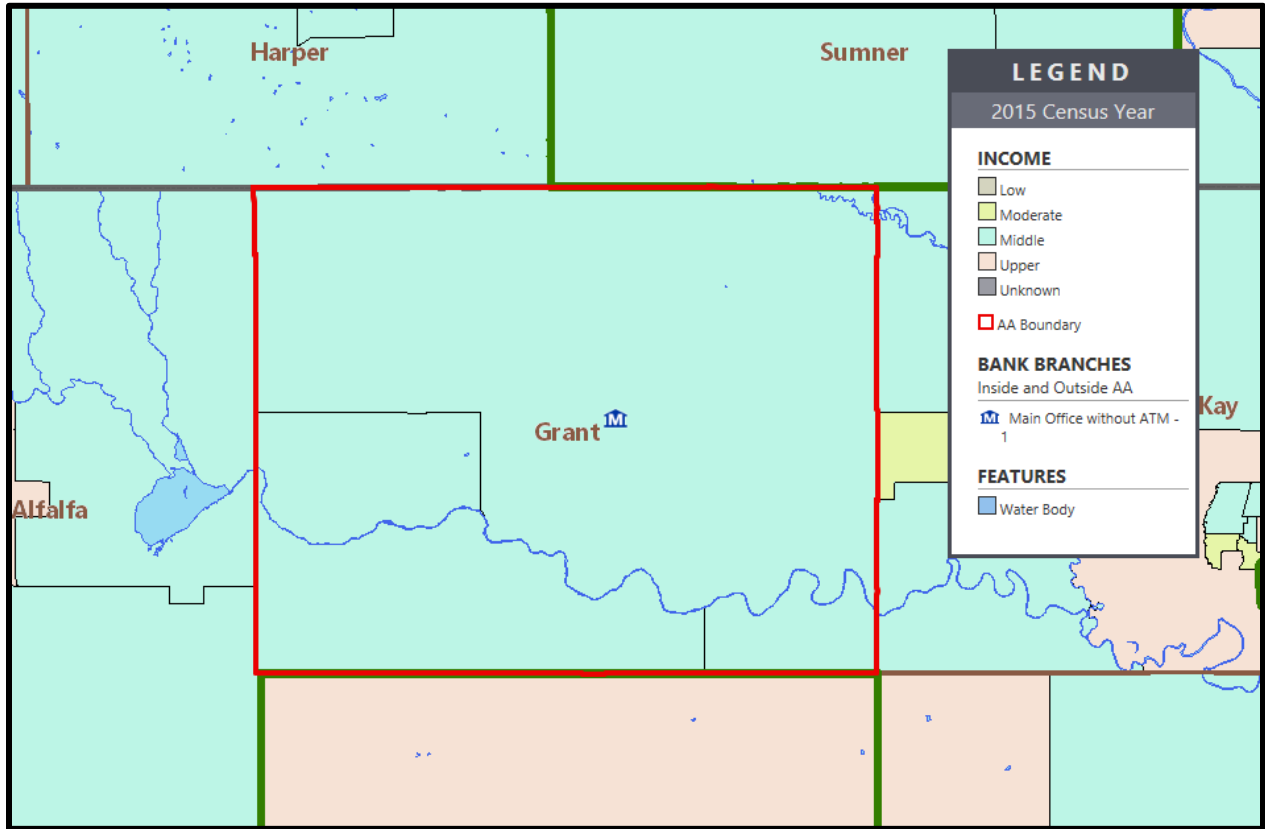 Harper
Sumner
LEGEND
2015 Census Year
INCOME
Low
Moderate
Middle
Upper
Unknown
AA Boundary
BANK BRANCHES
Inside and Outside AA
M Main Office without ATM -
1
FEATURES
Water Body
Kay
Grant M
Alfalfa